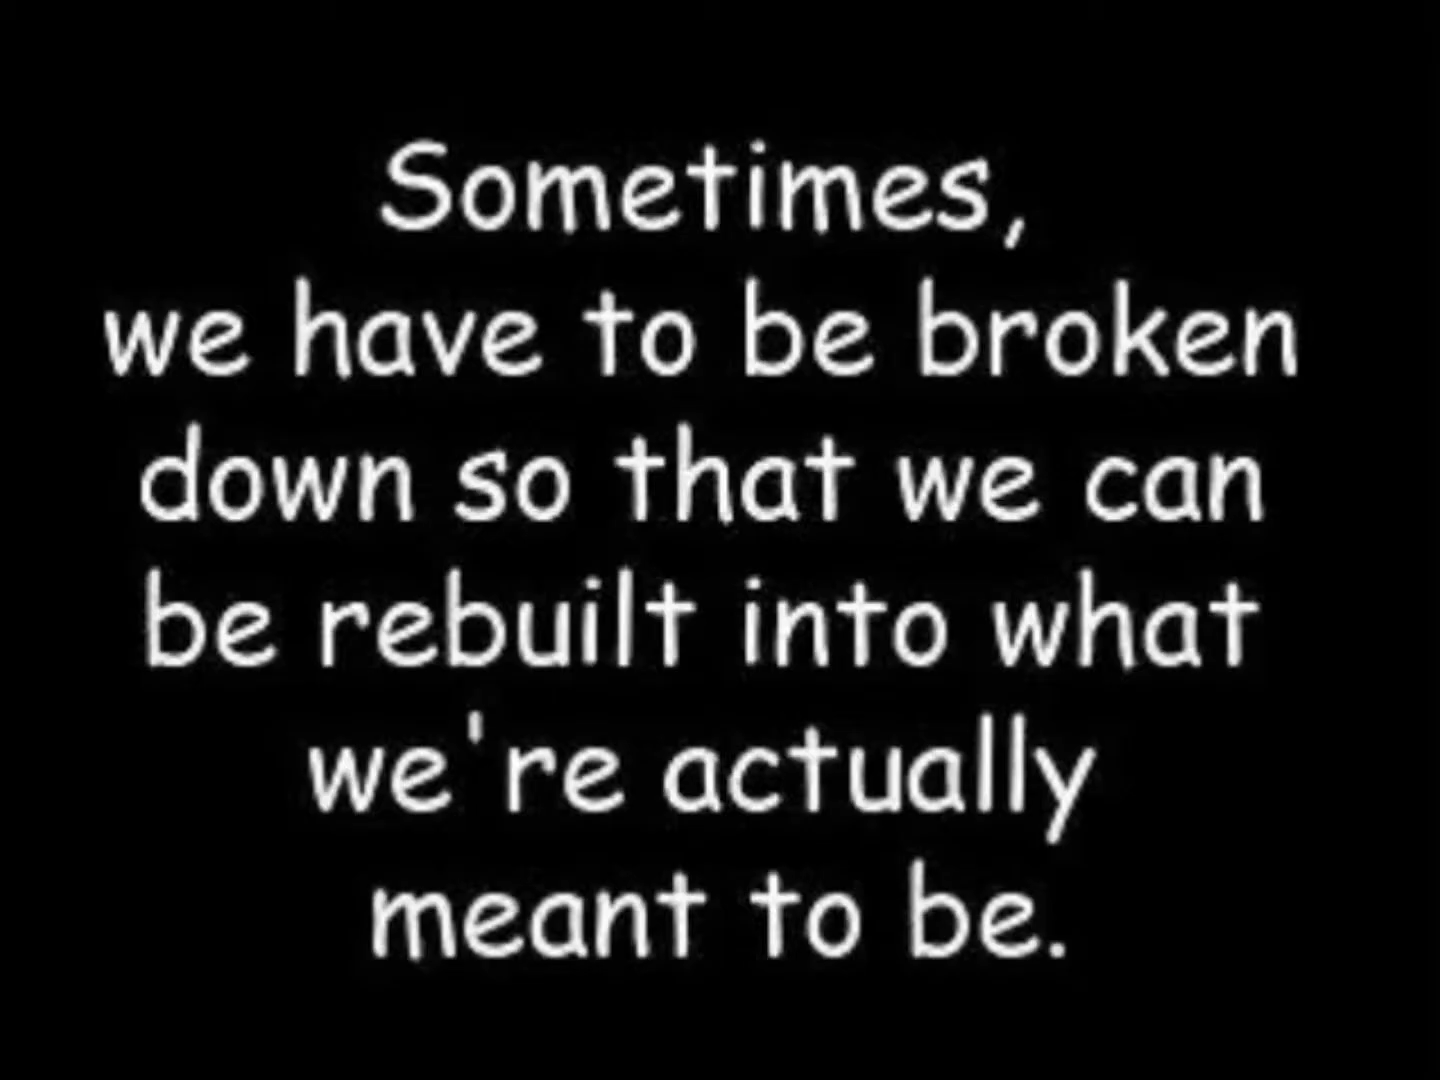 Sometimes,
we have to be broken
down so that we can
be rebuilt into what
we're actually
meant to be.